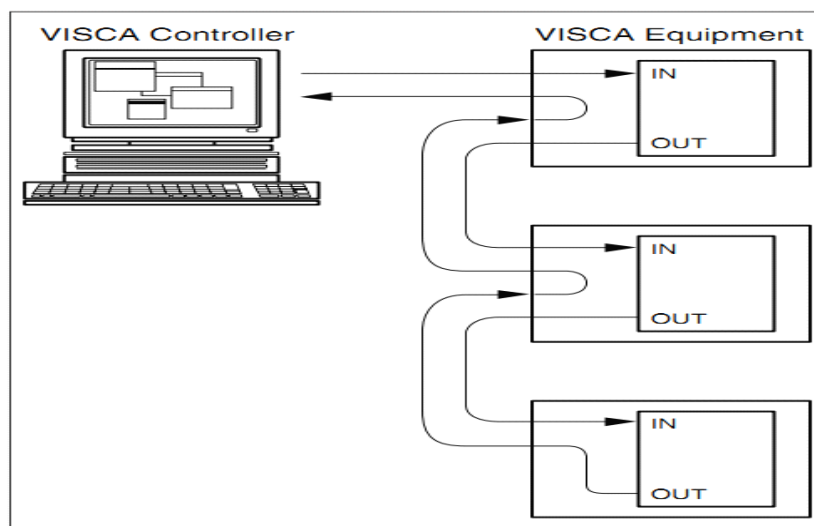 VISCA Controller
VISCA Equipment
IN
OUT
IN
OUT
IN
OUT